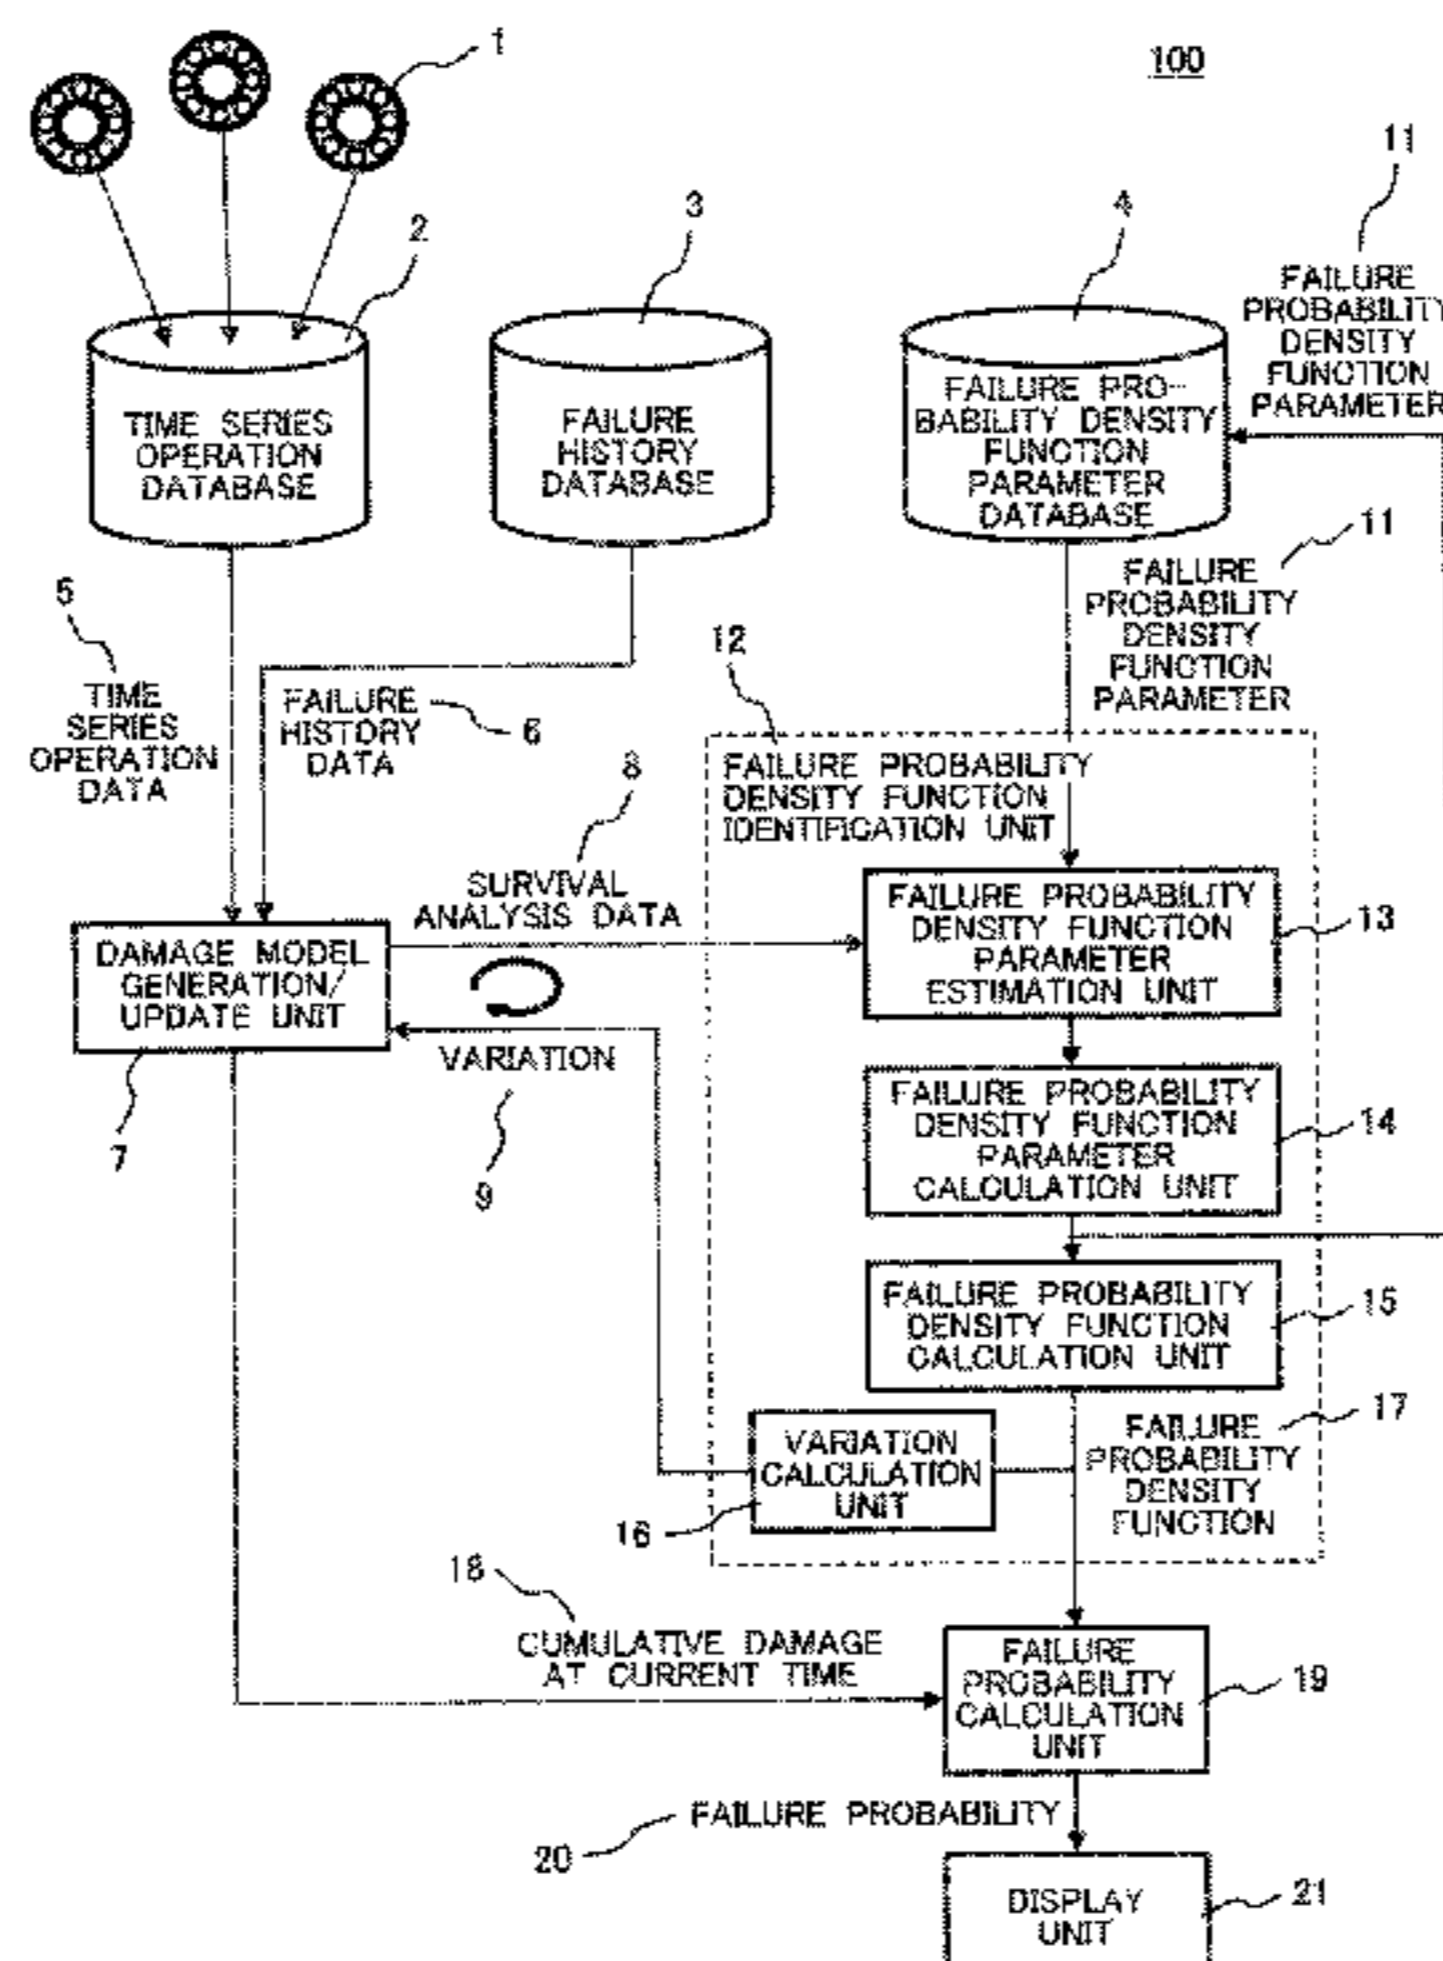 1
100
11
2
3
4
FAILURE
PROBABILITY
DENSITY
FUNCTION
PARAMETER
TIME SERIES
OPERATION
DATABASE
FAILURE
HISTORY
DATABASE
FAILURE PRO-
BABILITY DENSITY
FUNCTION
PARAMETER
DATABASE
11
FAILURE
PROBABILITY
DENSITY
FUNCTION
PARAMETER
5
TIME
SERIES
OPERATION
DATA
FAILURE
HISTORY
DATA
6
12
FAILURE PROBABILITY
DENSITY FUNCTION
IDENTIFICATION UNIT
8
SURVIVAL
ANALYSIS DATA
FAILURE PROBABILITY
DENSITY FUNCTION
PARAMETER
ESTIMATION UNIT
13
DAMAGE MODEL
GENERATION/
UPDATE UNIT
7
VARIATION
9
FAILURE PROBABILITY
DENSITY FUNCTION
PARAMETER
CALCULATION UNIT
14
FAILURE PROBABILITY
DENSITY FUNCTION
CALCULATION UNIT
15
VARIATION
CALCULATION
UNIT
16
FAILURE
PROBABILITY
DENSITY
FUNCTION
17
18
CUMULATIVE DAMAGE
AT CURRENT TIME
FAILURE
PROBABILITY
CALCULATION
UNIT
19
FAILURE PROBABILITY
20
DISPLAY
UNIT
21